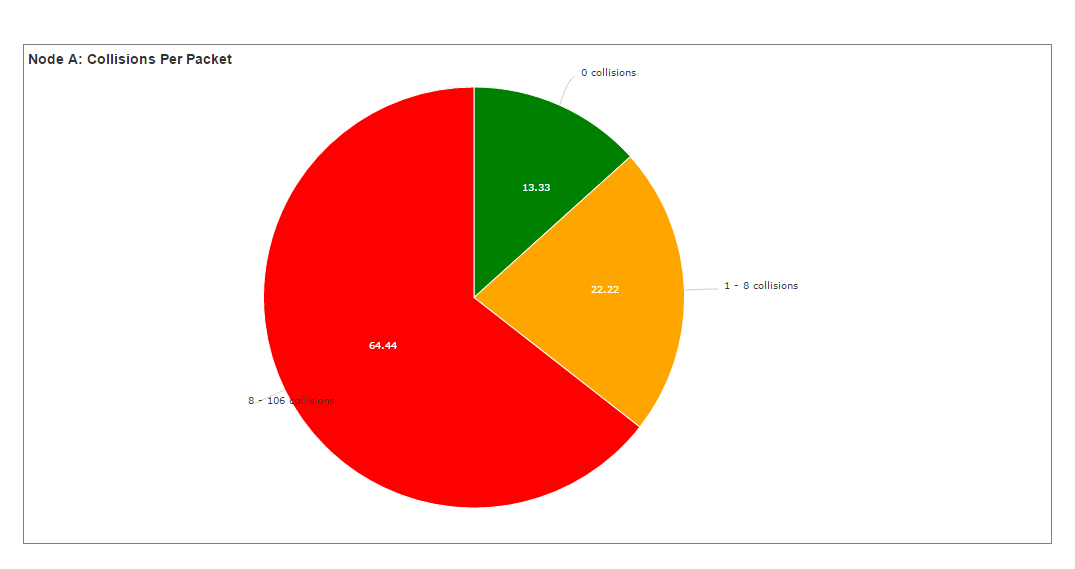 Node A: Collisions Per Packet
0 collisions
13.33
1 - 8 collisions
22.22
64.44
8 - 106 collisions